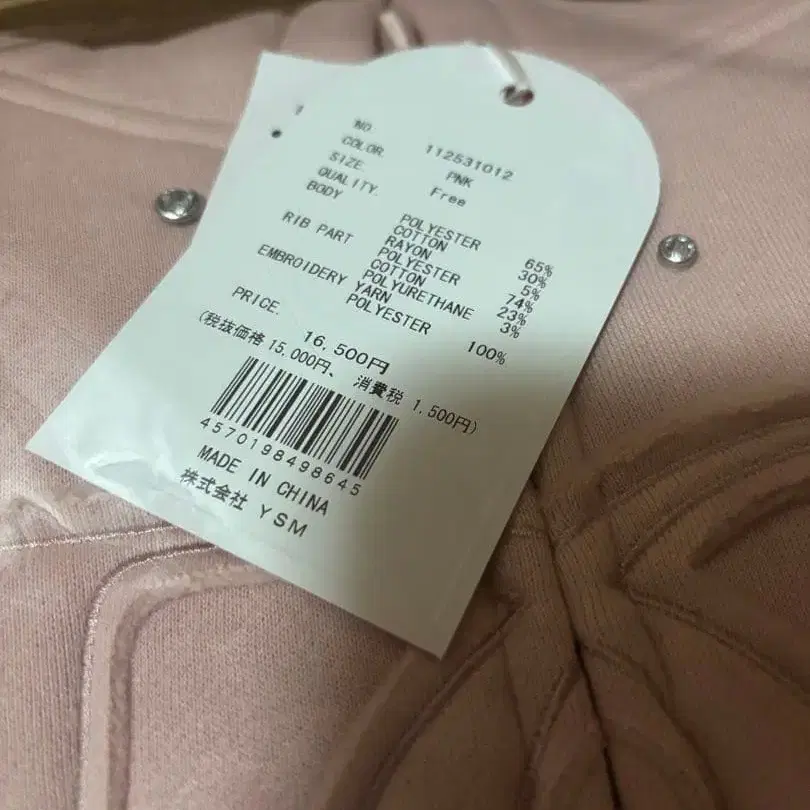 NO. 112531012
COLOR. PNK
SIZE. Free
QUALITY.
BODY POLYESTER 65%
COTTON 30%
RAYON 5%
RIB PART POLYESTER 74%
COTTON 23%
POLYURETHANE 3%
EMBROIDERY YARN
POLYESTER 100%
PRICE. 16,500円
(税抜価格 15,000円、 消費税 1,500円)
4570198498645
MADE IN CHINA
株式会社 YSM